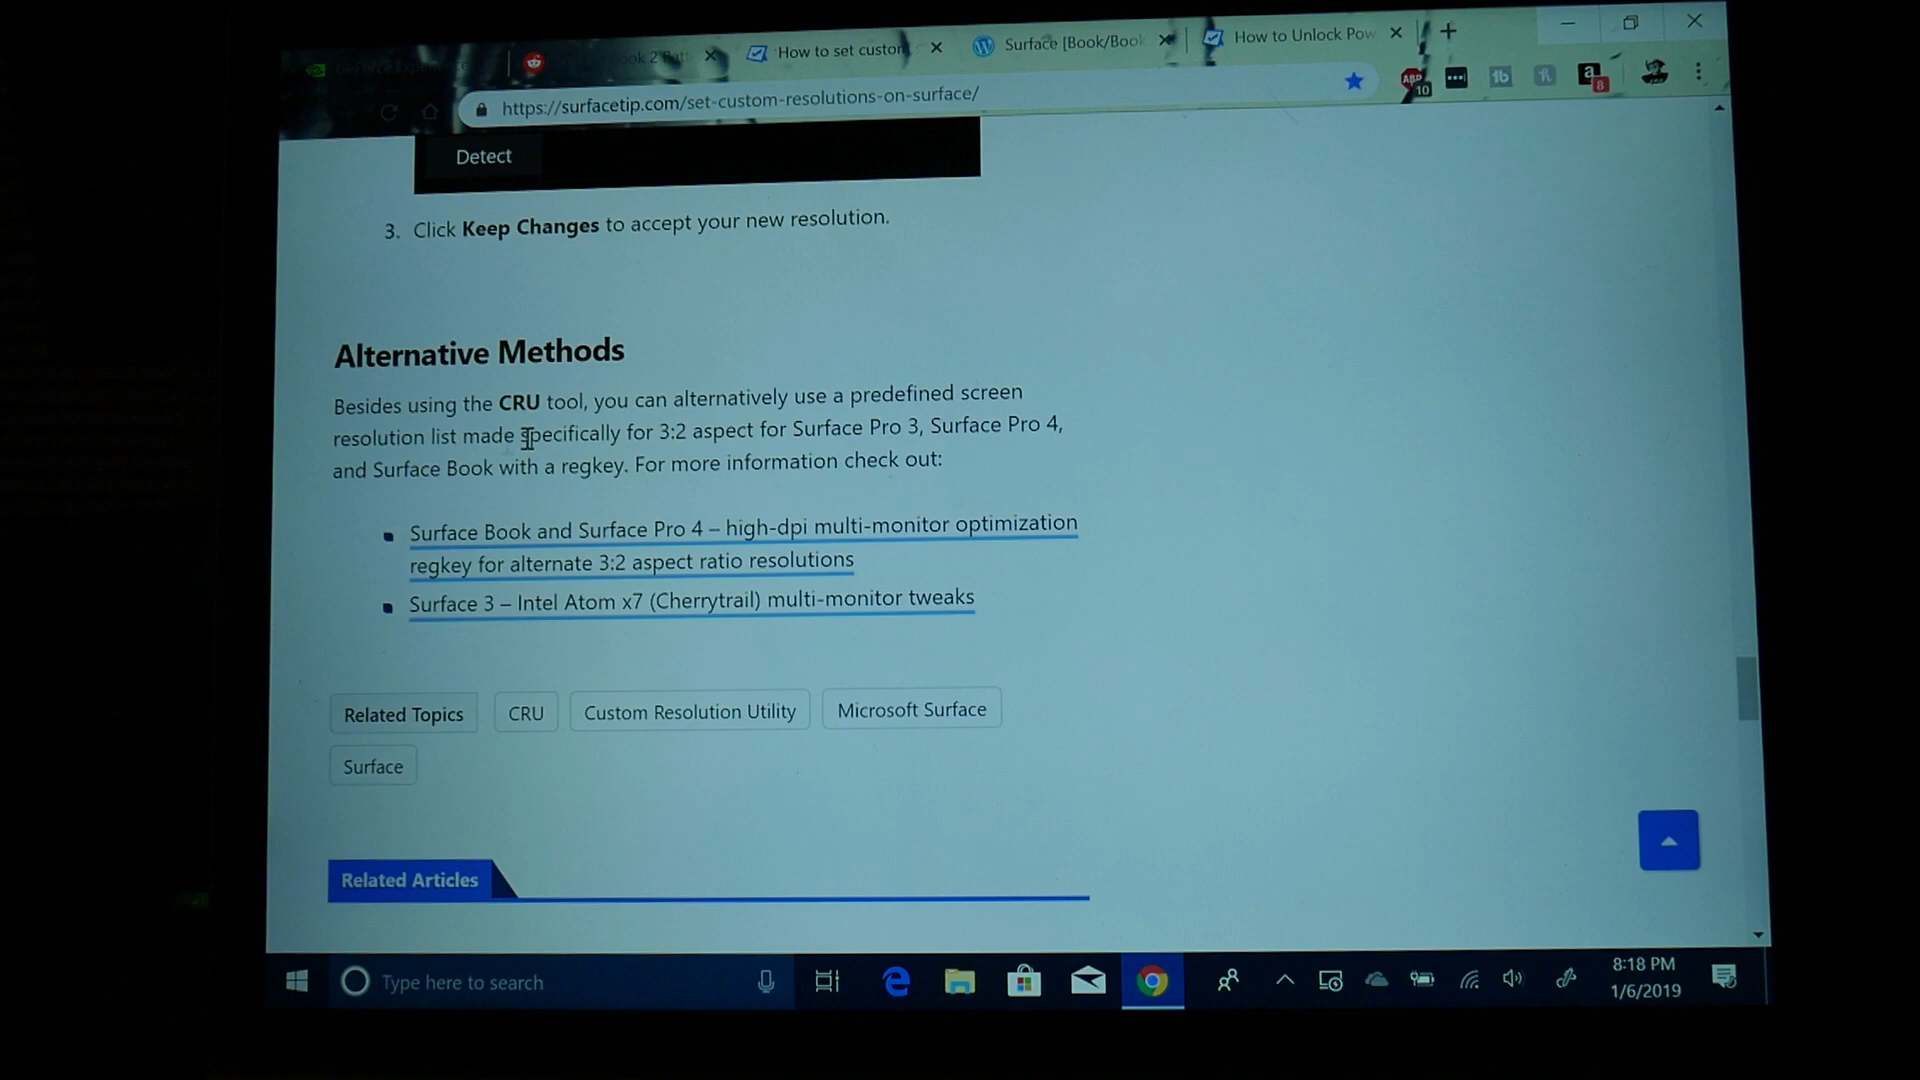 How to set custom
Surface [Book/Book
How to Unlock Pow
https://surfacetip.com/set-custom-resolutions-on-surface/
ABP
10
1b
a
8
Detect
3. Click Keep Changes to accept your new resolution.
Alternative Methods
Besides using the CRU tool, you can alternatively use a predefined screen
resolution list made specifically for 3:2 aspect for Surface Pro 3, Surface Pro 4,
and Surface Book with a regkey. For more information check out:
Surface Book and Surface Pro 4 – high-dpi multi-monitor optimization
regkey for alternate 3:2 aspect ratio resolutions
Surface 3 – Intel Atom x7 (Cherrytrail) multi-monitor tweaks
Related Topics CRU Custom Resolution Utility Microsoft Surface
Surface
Related Articles
Type here to search
8:18 PM
1/6/2019